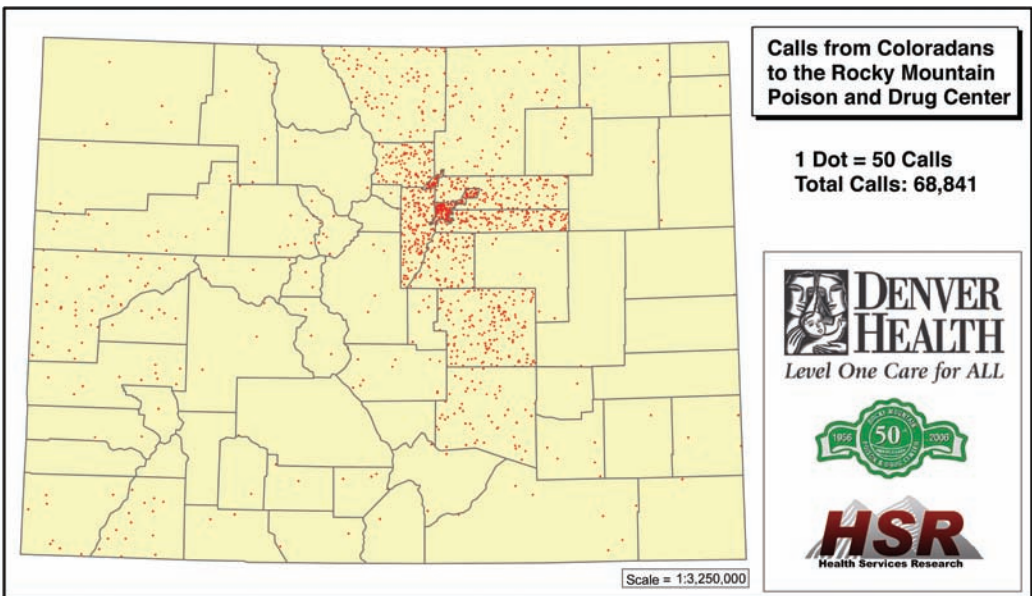 Calls from Coloradans
to the Rocky Mountain
Poison and Drug Center
1 Dot = 50 Calls
Total Calls: 68,841
DENVER
HEALTH
Level One Care for ALL
ROCKY MOUNTAIN
1956
50
2006
HSR
Health Services Research
Scale = 1:3,250,000